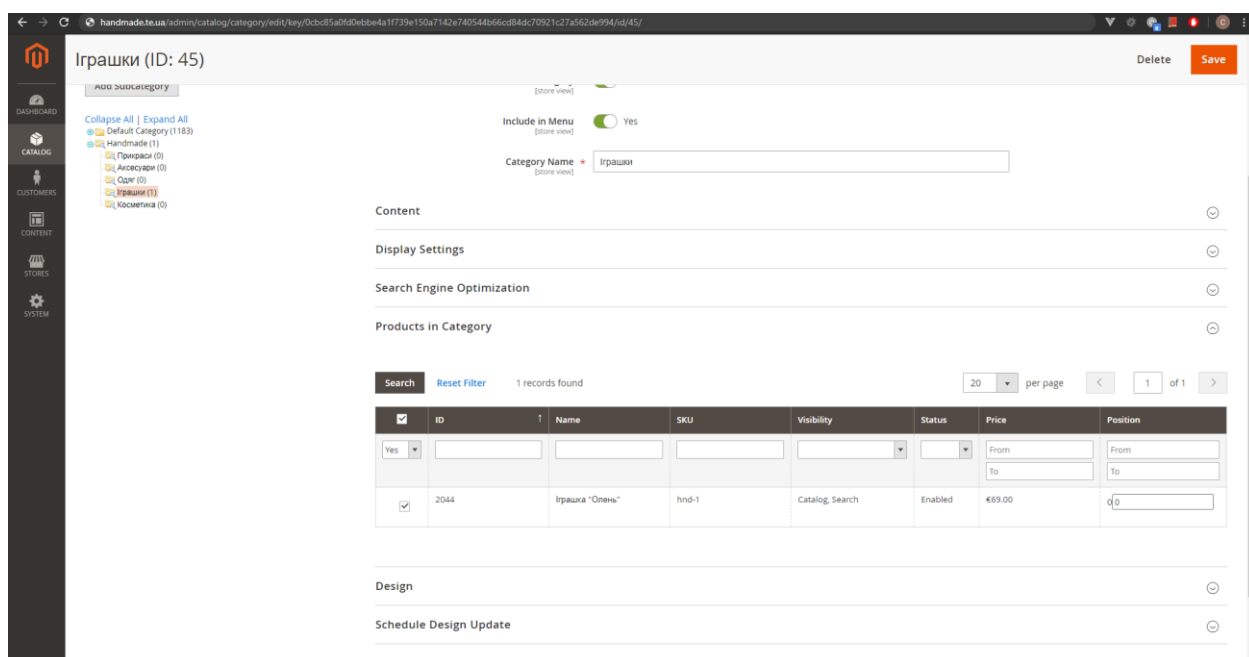 handmade.te.ua/admin/catalog/category/edit/key/0cbc85a0fd0ebbe4a1f739e150a7142e740544b66cd84dc70921c27a562de994/id/45/
Іграшки (ID: 45)
Delete
Save
DASHBOARD
CATALOG
CUSTOMERS
CONTENT
STORES
SYSTEM
Add Subcategory
Collapse All | Expand All
Default Category (1183)
Handmade (1)
Прикраси (0)
Аксесуари (0)
Одяг (0)
Іграшки (1)
Косметика (0)
[store view]
Include in Menu
[store view]
Yes
Category Name *
[store view]
Іграшки
Content
Display Settings
Search Engine Optimization
Products in Category
Search Reset Filter 1 records found 20 per page 1 of 1
ID ↑ Name SKU Visibility Status Price Position
Yes From From
To To
2044 Іграшка "Олень" hnd-1 Catalog, Search Enabled €69.00 0 0
Design
Schedule Design Update